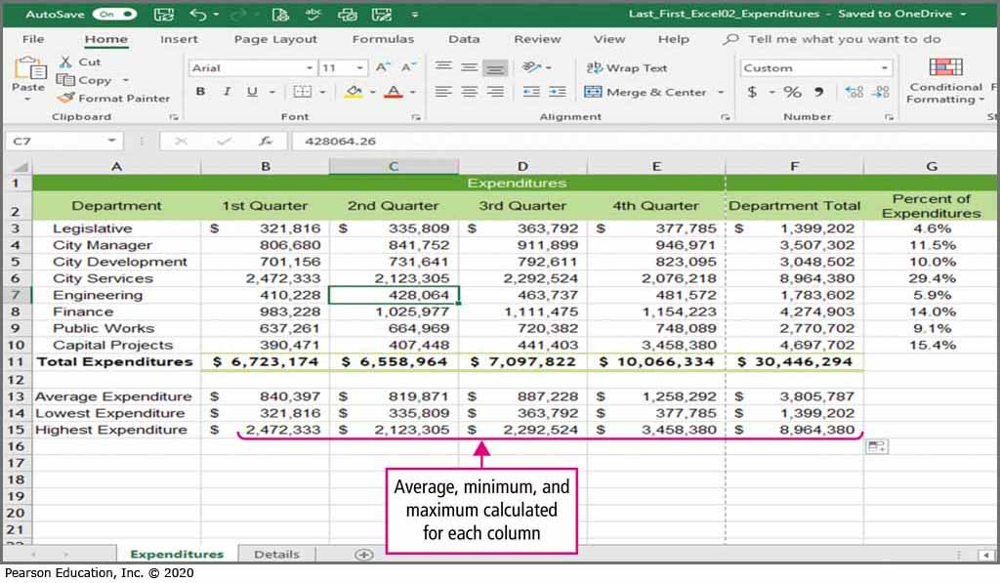 AutoSave On Last_First_Excel02_Expenditures - Saved to OneDrive
File Home Insert Page Layout Formulas Data Review View Help Tell me what you want to do
Paste
Cut
Copy
Format Painter
Clipboard
Arial 11
B I U
Font
Wrap Text
Merge & Center
Alignment
Custom
$ % 9
Number
Conditional
Formatting
C7 fx 428064.26
A B C D E F G
1 Expenditures
2 Department 1st Quarter 2nd Quarter 3rd Quarter 4th Quarter Department Total Percent of Expenditures
3 Legislative $ 321,816 $ 335,809 $ 363,792 $ 377,785 $ 1,399,202 4.6%
4 City Manager 806,680 841,752 911,899 946,971 3,507,302 11.5%
5 City Development 701,156 731,641 792,611 823,095 3,048,502 10.0%
6 City Services 2,472,333 2,123,305 2,292,524 2,076,218 8,964,380 29.4%
7 Engineering 410,228 428,064 463,737 481,572 1,783,602 5.9%
8 Finance 983,228 1,025,977 1,111,475 1,154,223 4,274,903 14.0%
9 Public Works 637,261 664,969 720,382 748,089 2,770,702 9.1%
10 Capital Projects 390,471 407,448 441,403 3,458,380 4,697,702 15.4%
11 Total Expenditures $ 6,723,174 $ 6,558,964 $ 7,097,822 $ 10,066,334 $ 30,446,294
12
13 Average Expenditure $ 840,397 $ 819,871 $ 887,228 $ 1,258,292 $ 3,805,787
14 Lowest Expenditure $ 321,816 $ 335,809 $ 363,792 $ 377,785 $ 1,399,202
15 Highest Expenditure $ 2,472,333 $ 2,123,305 $ 2,292,524 $ 3,458,380 $ 8,964,380
16
17
18
19
20
21
Average, minimum, and
maximum calculated
for each column
Expenditures Details
Pearson Education, Inc. © 2020